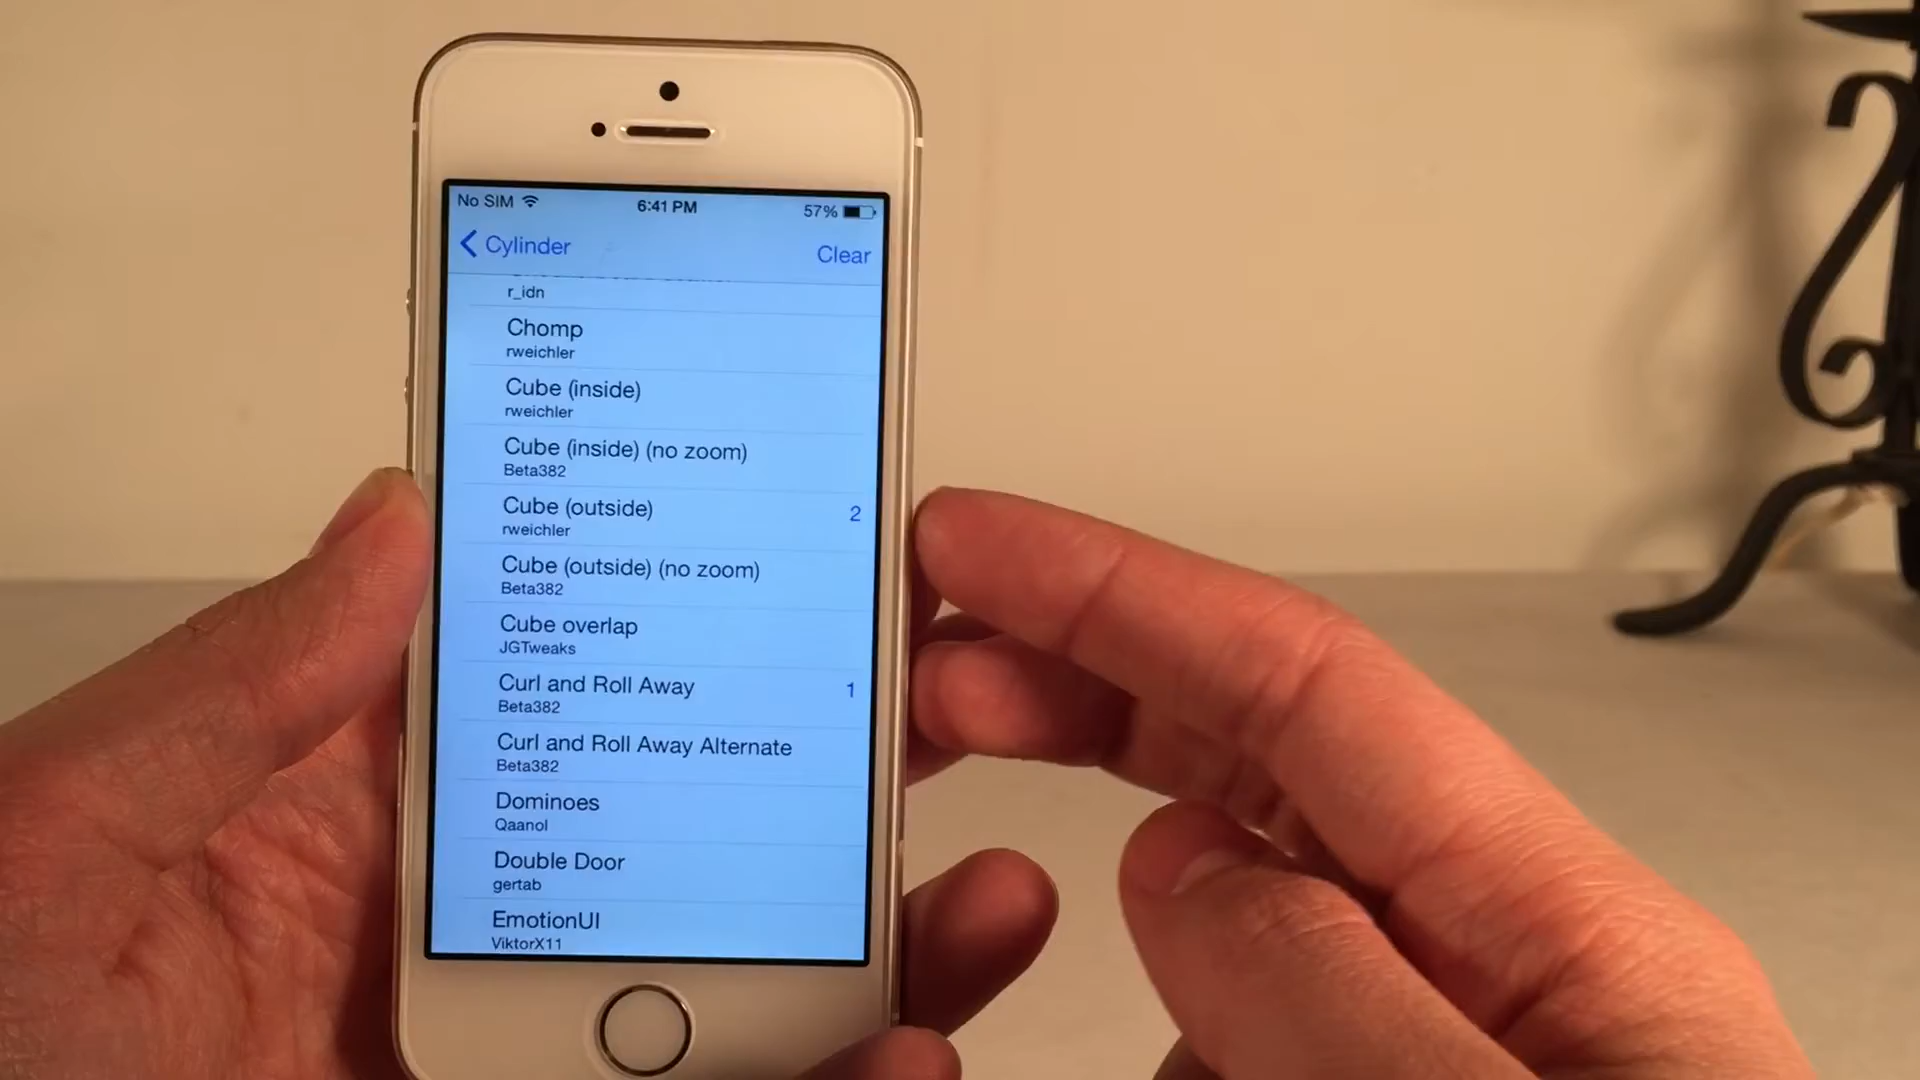 No SIM 6:41 PM 57%
Cylinder Clear
r_idn
Chomp
rweichler
Cube (inside)
rweichler
Cube (inside) (no zoom)
Beta382
Cube (outside) 2
rweichler
Cube (outside) (no zoom)
Beta382
Cube overlap
JGTweaks
Curl and Roll Away 1
Beta382
Curl and Roll Away Alternate
Beta382
Dominoes
Qaanol
Double Door
gertab
EmotionUI
ViktorX11